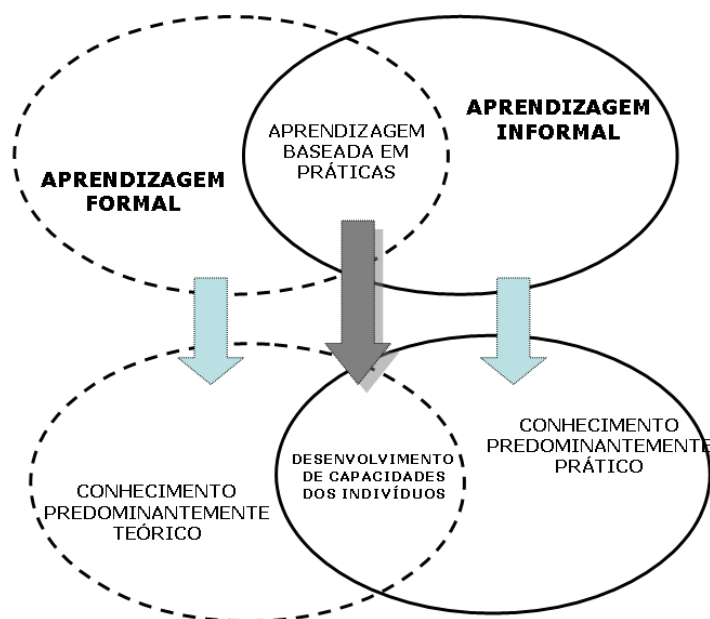 APRENDIZAGEM
INFORMAL
APRENDIZAGEM
BASEADA EM
PRÁTICAS
APRENDIZAGEM
FORMAL
CONHECIMENTO
PREDOMINANTEMENTE
PRÁTICO
DESENVOLVIMENTO
DE CAPACIDADES
DOS INDIVÍDUOS
CONHECIMENTO
PREDOMINANTEMENTE
TEÓRICO